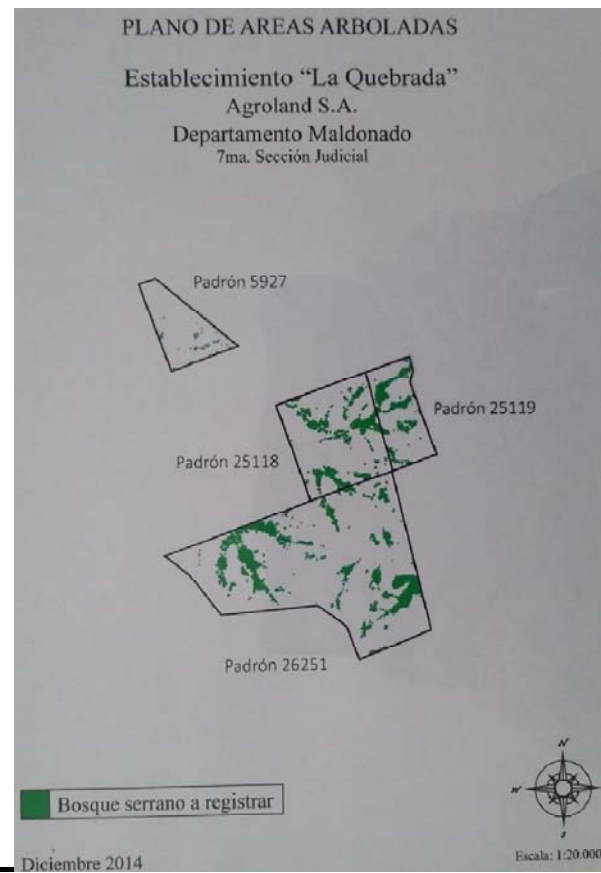 PLANO DE AREAS ARBOLADAS
Establecimiento “La Quebrada”
Agroland S.A.
Departamento Maldonado
7ma. Sección Judicial
Padrón 5927
Padrón 25119
Padrón 25118
Padrón 26251
N
Bosque serrano a registrar
Diciembre 2014
Escala: 1:20.000